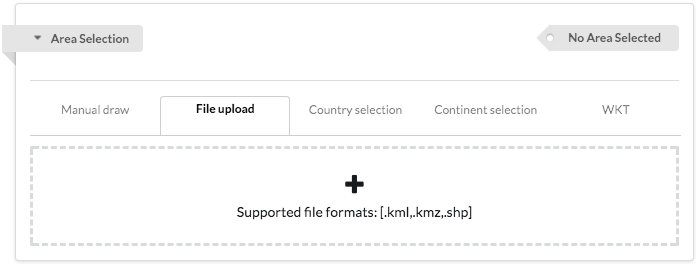 Area Selection
No Area Selected
Manual draw
File upload
Country selection
Continent selection
WKT
Supported file formats: [.kml,.kmz,.shp]